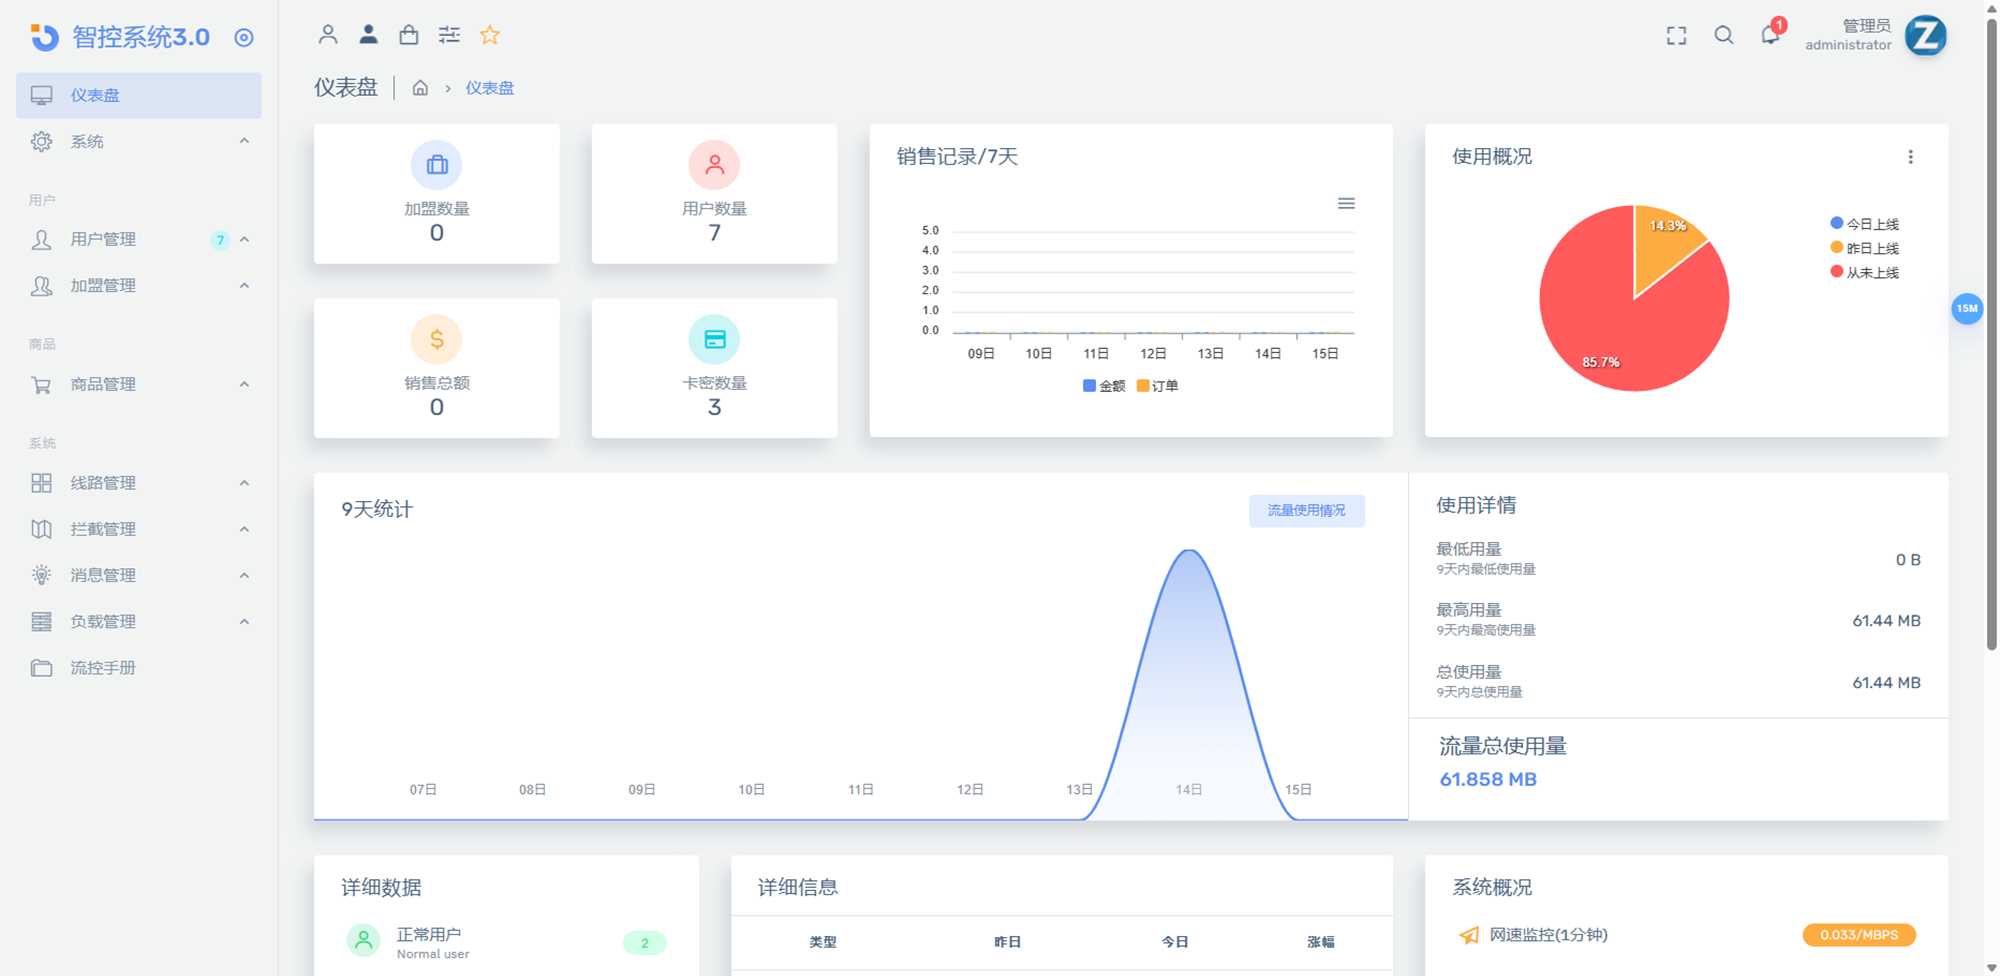 智控系统3.0
仪表盘
系统
用户
用户管理
7
加盟管理
商品
商品管理
系统
线路管理
拦截管理
消息管理
负载管理
流控手册
1
管理员
administrator
Z
仪表盘
仪表盘
加盟数量
0
用户数量
7
销售总额
0
卡密数量
3
销售记录/7天
5.0
4.0
3.0
2.0
1.0
0.0
09日 10日 11日 12日 13日 14日 15日
金额 订单
使用概况
14.3%
85.7%
今日上线
昨日上线
从未上线
15M
9天统计
流量使用情况
07日 08日 09日 10日 11日 12日 13日 14日 15日
使用详情
最低用量
9天内最低使用量
0 B
最高用量
9天内最高使用量
61.44 MB
总使用量
9天内总使用量
61.44 MB
流量总使用量
61.858 MB
详细数据
正常用户
Normal user
2
详细信息
类型 昨日 今日 涨幅
系统概况
网速监控(1分钟)
0.033/MBPS